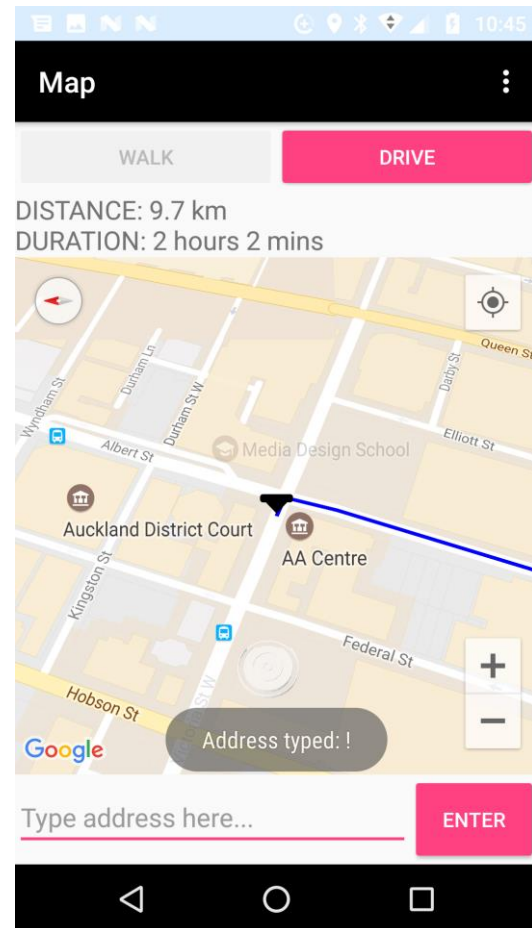 10:45
Map
WALK
DRIVE
DISTANCE: 9.7 km
DURATION: 2 hours 2 mins
Queen St
Darby St
Durham Ln
Wyndham St
Durham St W
Elliott St
Albert St
Media Design School
Auckland District Court
AA Centre
Kingston St
Federal St
Hobson St
St W
Google
Address typed: !
Type address here...
ENTER